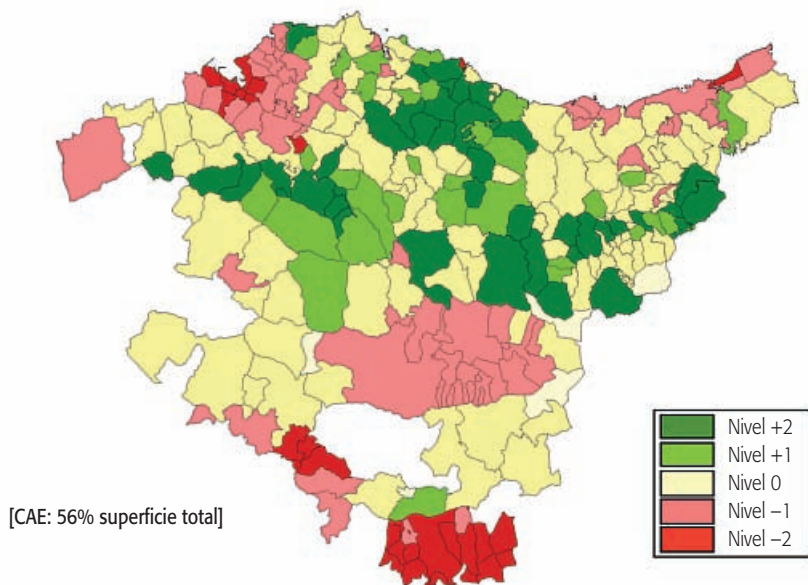 Nivel +2
Nivel +1
Nivel 0
Nivel –1
Nivel –2
[CAE: 56% superficie total]